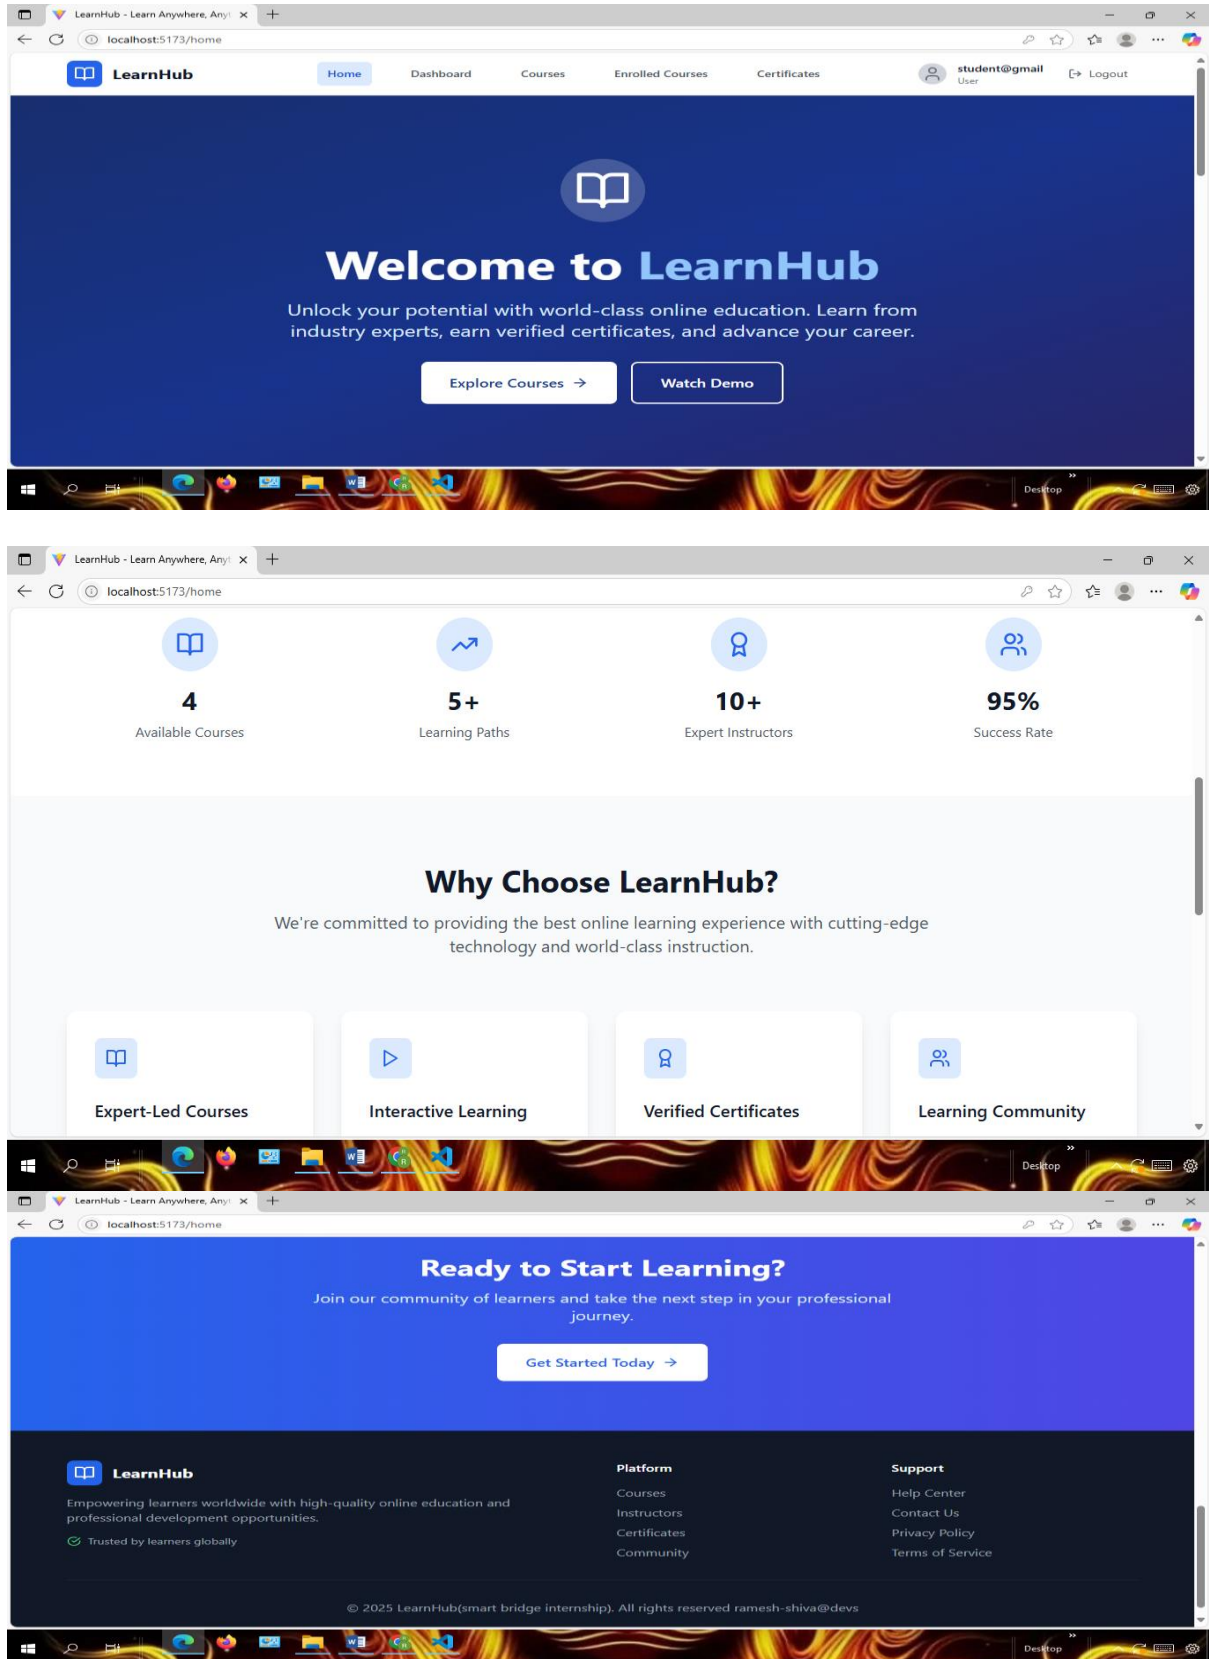 LearnHub - Learn Anywhere, Any
localhost:5173/home
LearnHub
Home
Dashboard
Courses
Enrolled Courses
Certificates
student@gmail
User
Logout
Welcome to LearnHub
Unlock your potential with world-class online education. Learn from
industry experts, earn verified certificates, and advance your career.
Explore Courses →
Watch Demo
Desktop
LearnHub - Learn Anywhere, Any
localhost:5173/home
4
5+
10+
95%
Available Courses
Learning Paths
Expert Instructors
Success Rate
Why Choose LearnHub?
We're committed to providing the best online learning experience with cutting-edge
technology and world-class instruction.
Expert-Led Courses
Interactive Learning
Verified Certificates
Learning Community
Desktop
LearnHub - Learn Anywhere, Any
localhost:5173/home
Ready to Start Learning?
Join our community of learners and take the next step in your professional
journey.
Get Started Today →
LearnHub
Empowering learners worldwide with high-quality online education and
professional development opportunities.
Trusted by learners globally
Platform
Courses
Instructors
Certificates
Community
Support
Help Center
Contact Us
Privacy Policy
Terms of Service
© 2025 LearnHub(smart bridge internship). All rights reserved ramesh-shiva@devs
Desktop